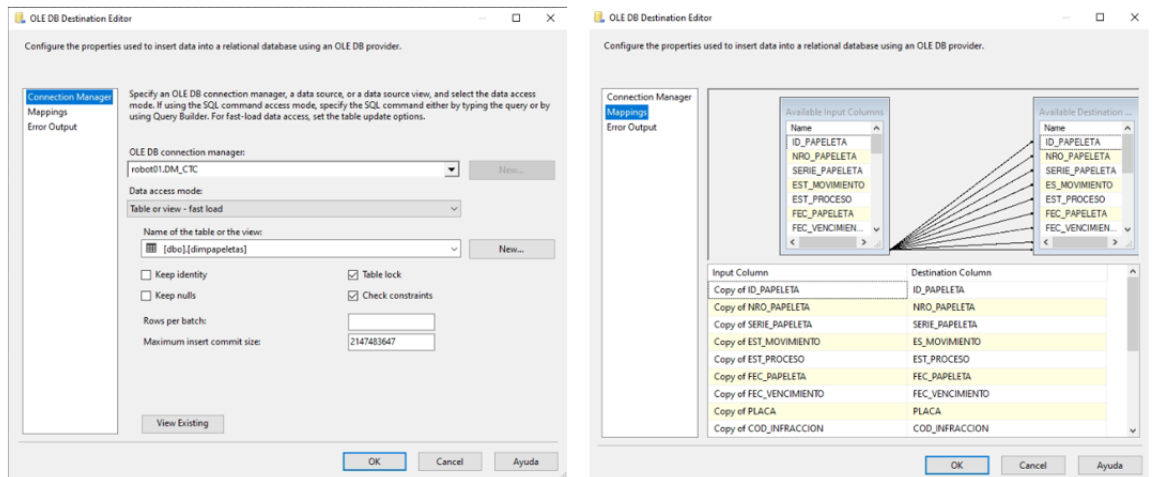 OLE DB Destination Editor
Configure the properties used to insert data into a relational database using an OLE DB provider.
Connection Manager
Mappings
Error Output
Specify an OLE DB connection manager, a data source, or a data source view, and select the data access
mode. If using the SQL command access mode, specify the SQL command either by typing the query or by
using Query Builder. For fast-load data access, set the table update options.
OLE DB connection manager:
robot01.DM_CTC
New...
Data access mode:
Table or view - fast load
Name of the table or the view:
[dbo].[dimpapeletas]
New...
Keep identity
Table lock
Keep nulls
Check constraints
Rows per batch:
Maximum insert commit size:
2147483647
View Existing
OK
Cancel
Ayuda
OLE DB Destination Editor
Configure the properties used to insert data into a relational database using an OLE DB provider.
Connection Manager
Mappings
Error Output
Available Input Columns
Name
ID_PAPELETA
NRO_PAPELETA
SERIE_PAPELETA
EST_MOVIMIENTO
EST_PROCESO
FEC_PAPELETA
FEC_VENCIMIEN...
Available Destination ...
Name
ID_PAPELETA
NRO_PAPELETA
SERIE_PAPELETA
ES_MOVIMIENTO
EST_PROCESO
FEC_PAPELETA
FEC_VENCIMIEN...
Input Column Destination Column
Copy of ID_PAPELETA ID_PAPELETA
Copy of NRO_PAPELETA NRO_PAPELETA
Copy of SERIE_PAPELETA SERIE_PAPELETA
Copy of EST_MOVIMIENTO ES_MOVIMIENTO
Copy of EST_PROCESO EST_PROCESO
Copy of FEC_PAPELETA FEC_PAPELETA
Copy of FEC_VENCIMIENTO FEC_VENCIMIENTO
Copy of PLACA PLACA
Copy of COD_INFRACCION COD_INFRACCION
OK
Cancel
Ayuda